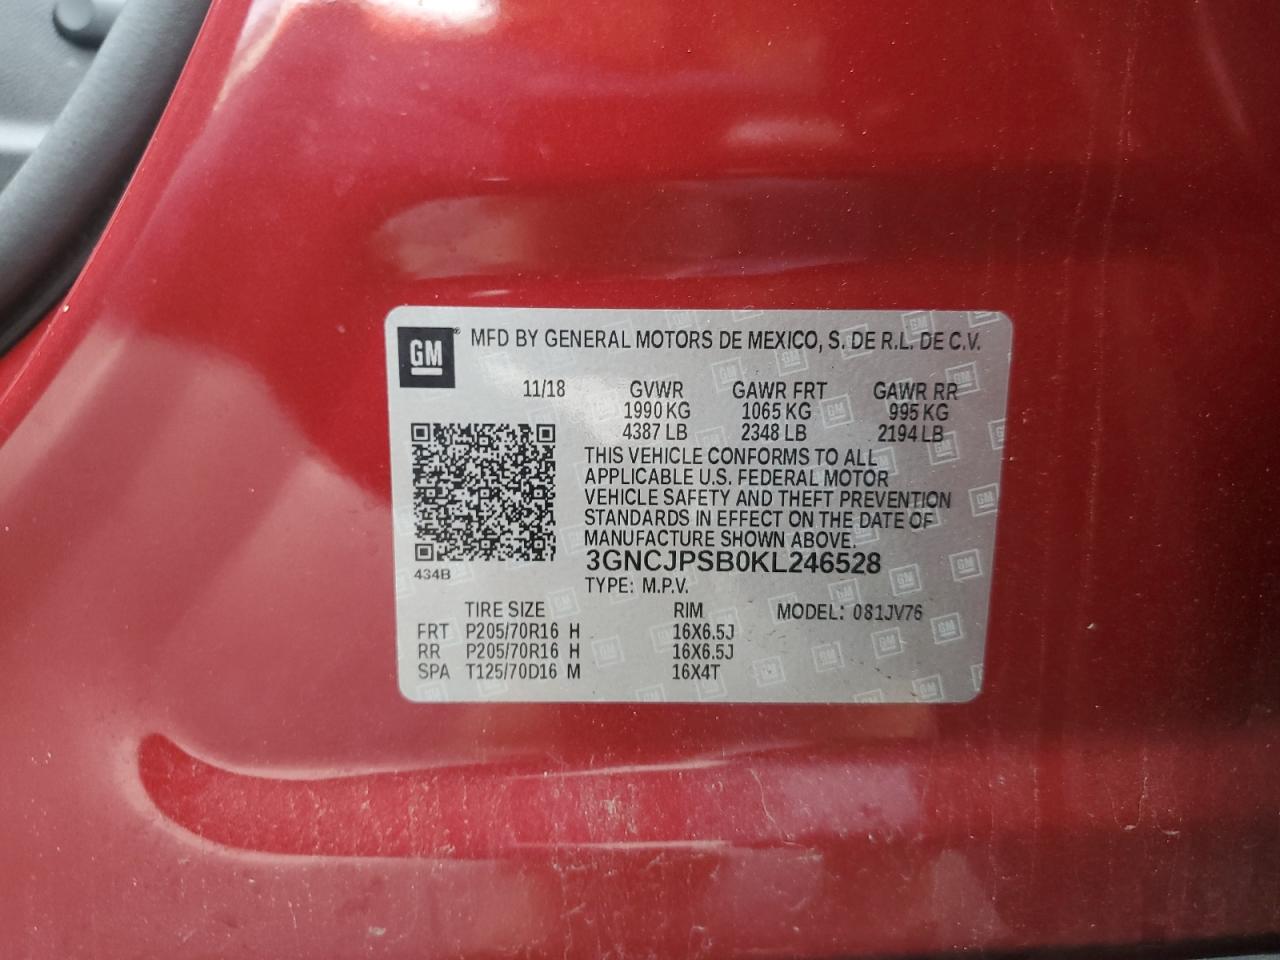 GM® MFD BY GENERAL MOTORS DE MEXICO, S. DE R.L. DE C.V.
11/18 GVWR GAWR FRT GAWR RR
1990 KG 1065 KG 995 KG
4387 LB 2348 LB 2194 LB
THIS VEHICLE CONFORMS TO ALL
APPLICABLE U.S. FEDERAL MOTOR
VEHICLE SAFETY AND THEFT PREVENTION
STANDARDS IN EFFECT ON THE DATE OF
MANUFACTURE SHOWN ABOVE.
3GNCJPSB0KL246528
434B
TYPE: M.P.V.
TIRE SIZE RIM MODEL: 081JV76
FRT P205/70R16 H 16X6.5J
RR P205/70R16 H 16X6.5J
SPA T125/70D16 M 16X4T